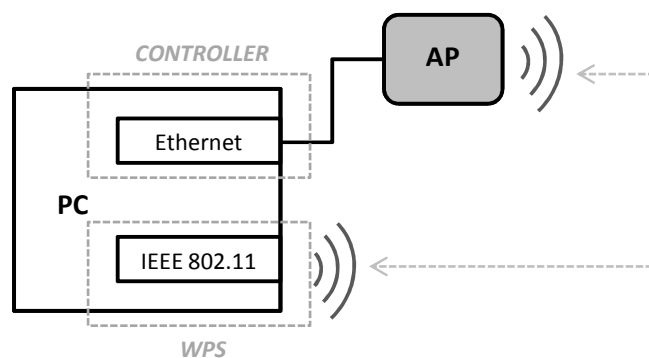 CONTROLLER
AP
Ethernet
PC
IEEE 802.11
WPS